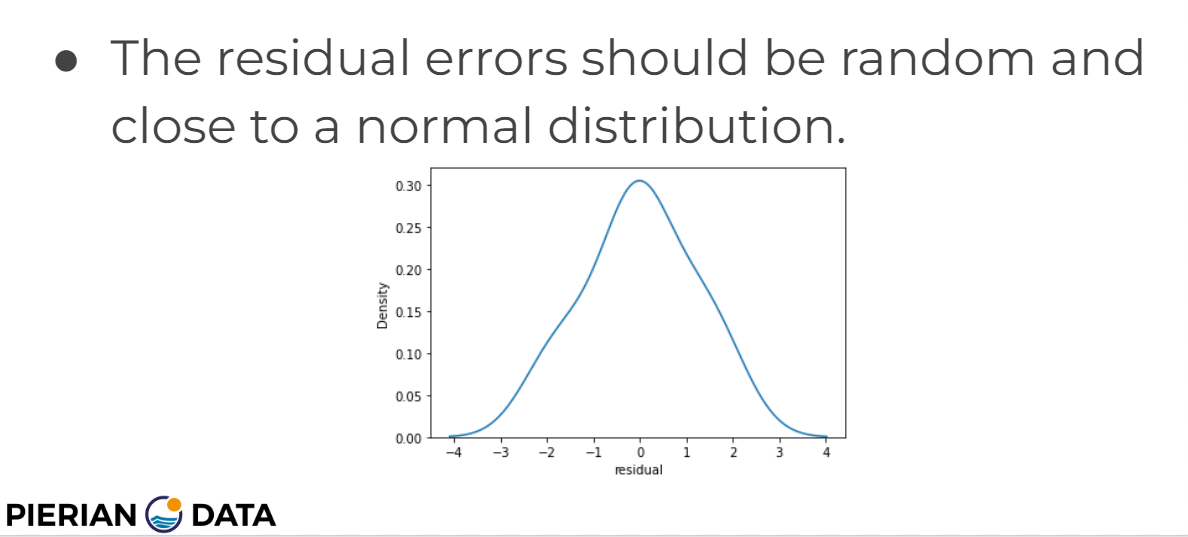 ● The residual errors should be random and
close to a normal distribution.
0.30
0.25
0.20
0.15
0.10
0.05
0.00
Density
−4 −3 −2 −1 0 1 2 3 4
residual
PIERIAN DATA